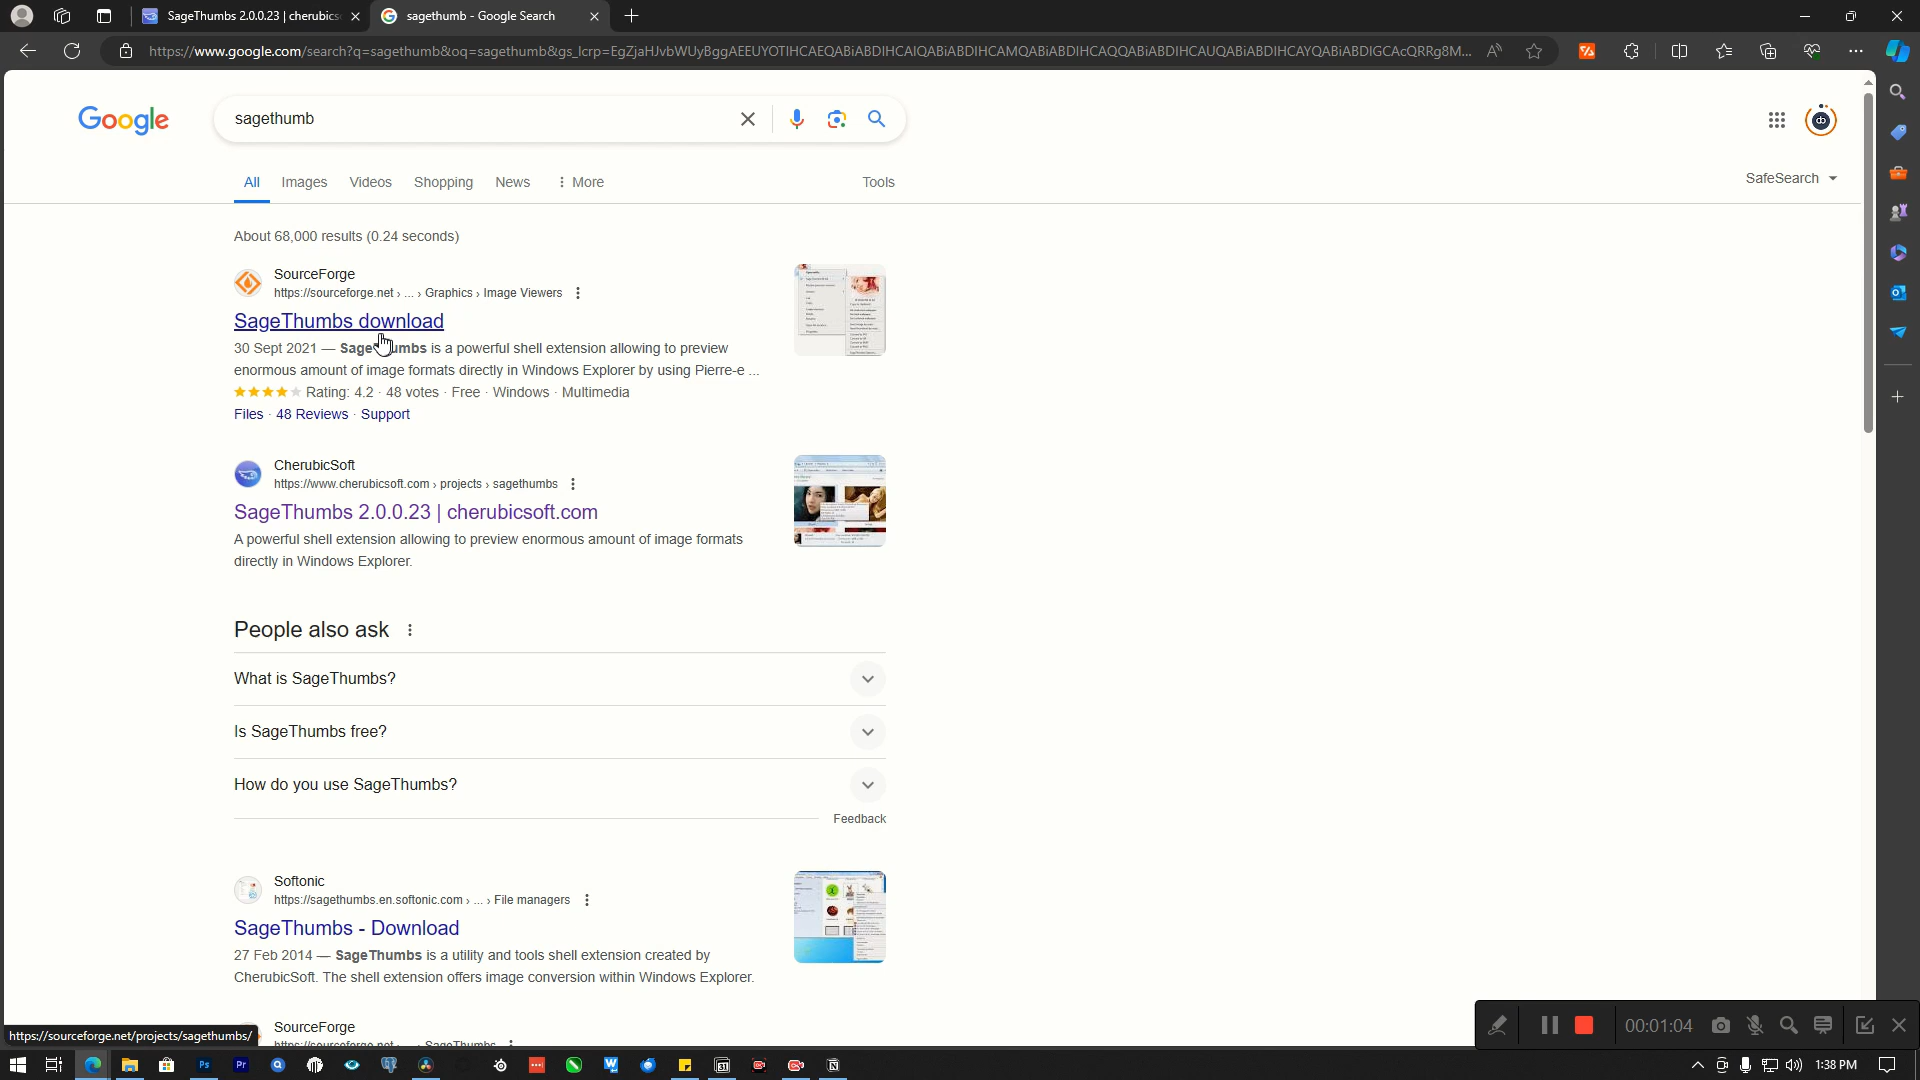 SageThumbs 2.0.0.23 | cherubics
sagethumb - Google Search
https://www.google.com/search?q=sagethumb&oq=sagethumb&gs_lcrp=EgZjaHJvbWUyBggAEEUYOTIHCAEQABiABDIHCAIQABiABDIHCAMQABiABDIHCAQQABiABDIHCAUQABiABDIHCAYQABiABDIGCAcQRRg8M...
Google
sagethumb
All
Images
Videos
Shopping
News
More
Tools
SafeSearch
About 68,000 results (0.24 seconds)
SourceForge
https://sourceforge.net › ... › Graphics › Image Viewers
SageThumbs download
30 Sept 2021 — SageThumbs is a powerful shell extension allowing to preview
enormous amount of image formats directly in Windows Explorer by using Pierre-e ...
Rating: 4.2 · 48 votes · Free · Windows · Multimedia
Files · 48 Reviews · Support
CherubicSoft
https://www.cherubicsoft.com › projects › sagethumbs
SageThumbs 2.0.0.23 | cherubicsoft.com
A powerful shell extension allowing to preview enormous amount of image formats
directly in Windows Explorer.
People also ask
What is SageThumbs?
Is SageThumbs free?
How do you use SageThumbs?
Feedback
Softonic
https://sagethumbs.en.softonic.com › ... › File managers
SageThumbs - Download
27 Feb 2014 — SageThumbs is a utility and tools shell extension created by
CherubicSoft. The shell extension offers image conversion within Windows Explorer.
SourceForge
https://sourceforge.net/projects/sagethumbs/
00:01:04
Ps
Pr
31
1:38 PM